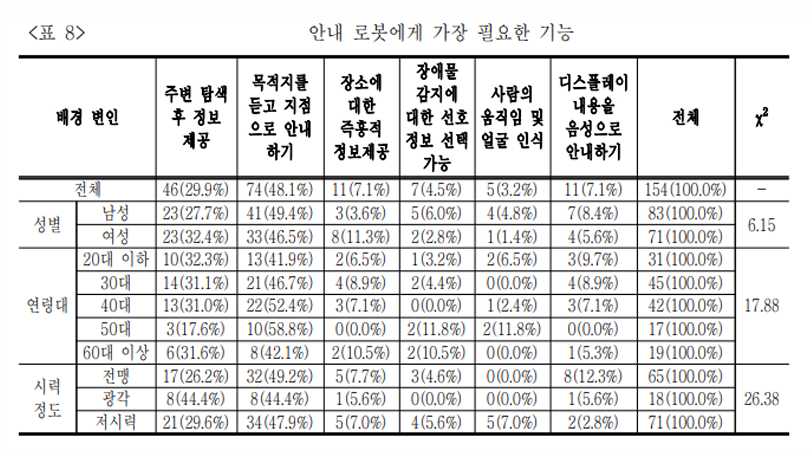 <표 8> 안내 로봇에게 가장 필요한 기능
배경 변인 주변 탐색 후 정보 제공 목적지를 듣고 지점으로 안내하기 장소에 대한 즉흥적 정보제공 장애물 감지에 대한 선호 정보 선택 가능 사람의 움직임 및 얼굴 인식 디스플레이 내용을 음성으로 안내하기 전체 χ²
전체 46(29.9%) 74(48.1%) 11(7.1%) 7(4.5%) 5(3.2%) 11(7.1%) 154(100.0%) −
성별 남성 23(27.7%) 41(49.4%) 3(3.6%) 5(6.0%) 4(4.8%) 7(8.4%) 83(100.0%) 6.15
여성 23(32.4%) 33(46.5%) 8(11.3%) 2(2.8%) 1(1.4%) 4(5.6%) 71(100.0%)
연령대 20대 이하 10(32.3%) 13(41.9%) 2(6.5%) 1(3.2%) 2(6.5%) 3(9.7%) 31(100.0%) 17.88
30대 14(31.1%) 21(46.7%) 4(8.9%) 2(4.4%) 0(0.0%) 4(8.9%) 45(100.0%)
40대 13(31.0%) 22(52.4%) 3(7.1%) 0(0.0%) 1(2.4%) 3(7.1%) 42(100.0%)
50대 3(17.6%) 10(58.8%) 0(0.0%) 2(11.8%) 2(11.8%) 0(0.0%) 17(100.0%)
60대 이상 6(31.6%) 8(42.1%) 2(10.5%) 2(10.5%) 0(0.0%) 1(5.3%) 19(100.0%)
시력 정도 전맹 17(26.2%) 32(49.2%) 5(7.7%) 3(4.6%) 0(0.0%) 8(12.3%) 65(100.0%) 26.38
광각 8(44.4%) 8(44.4%) 1(5.6%) 0(0.0%) 0(0.0%) 1(5.6%) 18(100.0%)
저시력 21(29.6%) 34(47.9%) 5(7.0%) 4(5.6%) 5(7.0%) 2(2.8%) 71(100.0%)